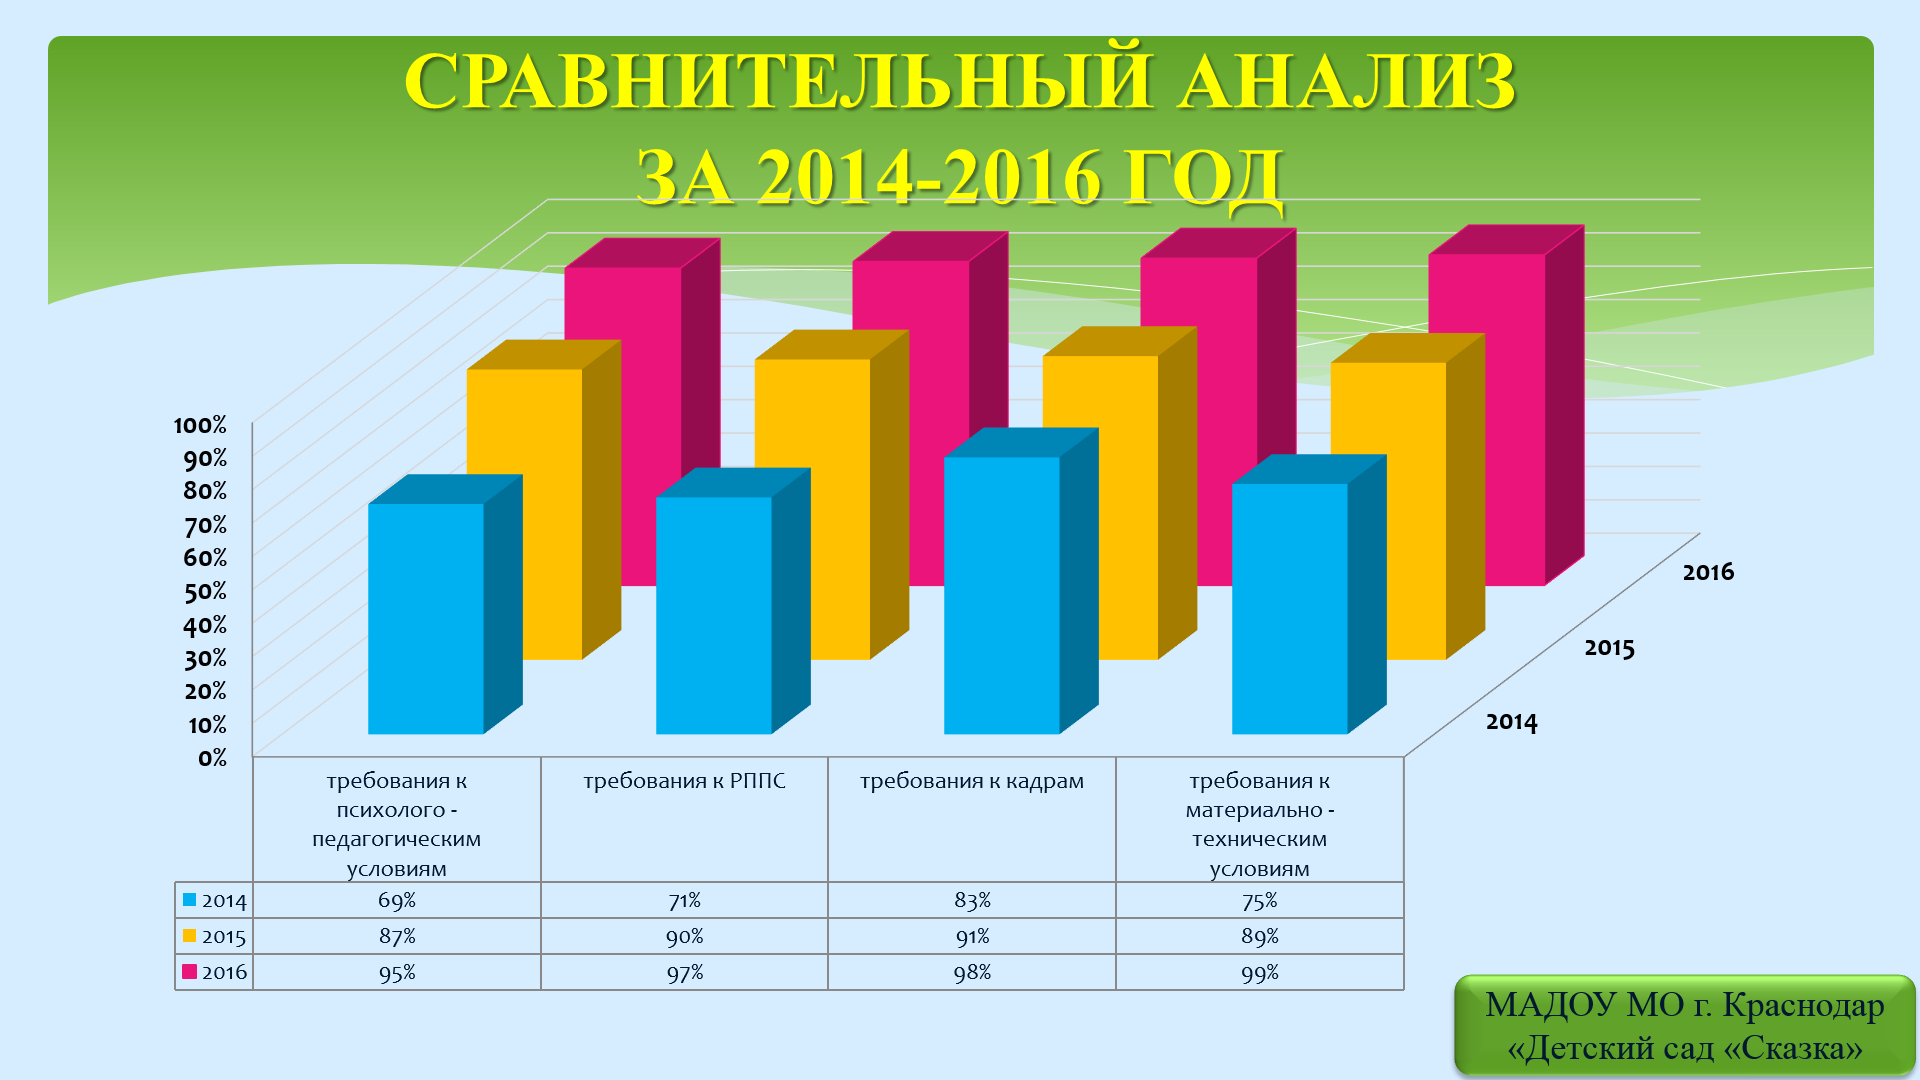 СРАВНИТЕЛЬНЫЙ АНАЛИЗ
ЗА 2014-2016 ГОД
100%
90%
80%
70%
60%
50%
40%
30%
20%
10%
0%
2016
2015
2014
требования к психолого - педагогическим условиям
требования к РППС
требования к кадрам
требования к материально - техническим условиям
2014 69% 71% 83% 75%
2015 87% 90% 91% 89%
2016 95% 97% 98% 99%
МАДОУ МО г. Краснодар
«Детский сад «Сказка»